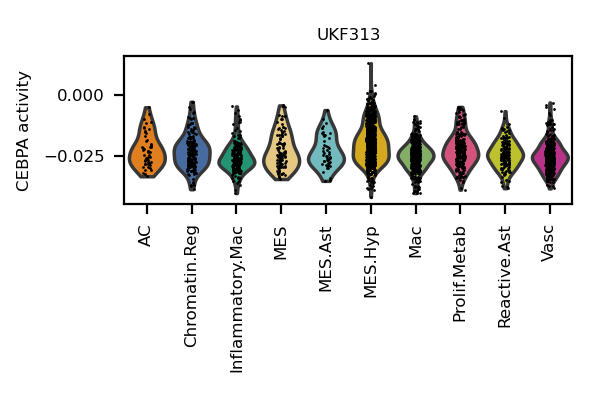 UKF313
CEBPA activity
0.000
−0.025
AC
Chromatin.Reg
Inflammatory.Mac
MES
MES.Ast
MES.Hyp
Mac
Prolif.Metab
Reactive.Ast
Vasc